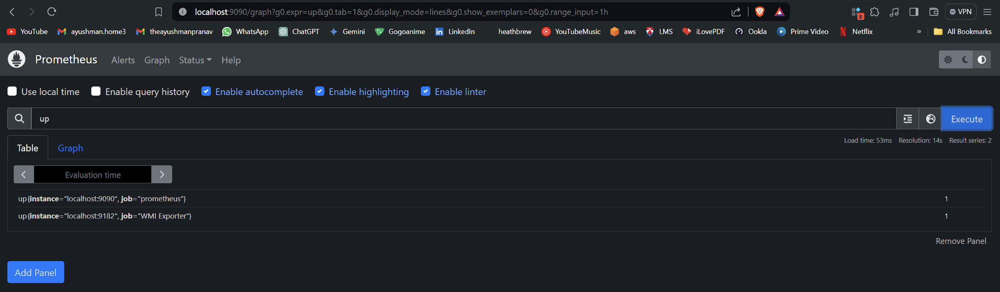 localhost:9090/graph?g0.expr=up&g0.tab=1&g0.display_mode=lines&g0.show_exemplars=0&g0.range_input=1h
8 VPN
YouTube ayushman.home3 theayushmanpranav WhatsApp ChatGPT Gemini Gogoanime LinkedIn heathbrew YouTubeMusic aws LMS iLovePDF Ookla Prime Video Netflix » All Bookmarks
Prometheus Alerts Graph Status Help
Use local time Enable query history Enable autocomplete Enable highlighting Enable linter
up Execute
Table Graph Load time: 53ms Resolution: 14s Result series: 2
Evaluation time
up{instance="localhost:9090", job="prometheus"} 1
up{instance="localhost:9182", job="WMI Exporter"} 1
Remove Panel
Add Panel